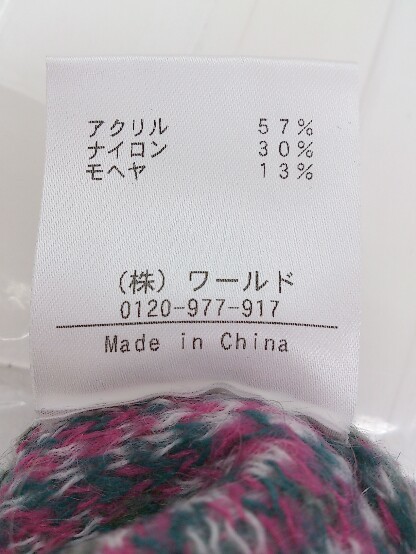 アクリル 57%
ナイロン 30%
モヘヤ 13%
(株) ワールド
0120-977-917
Made in China